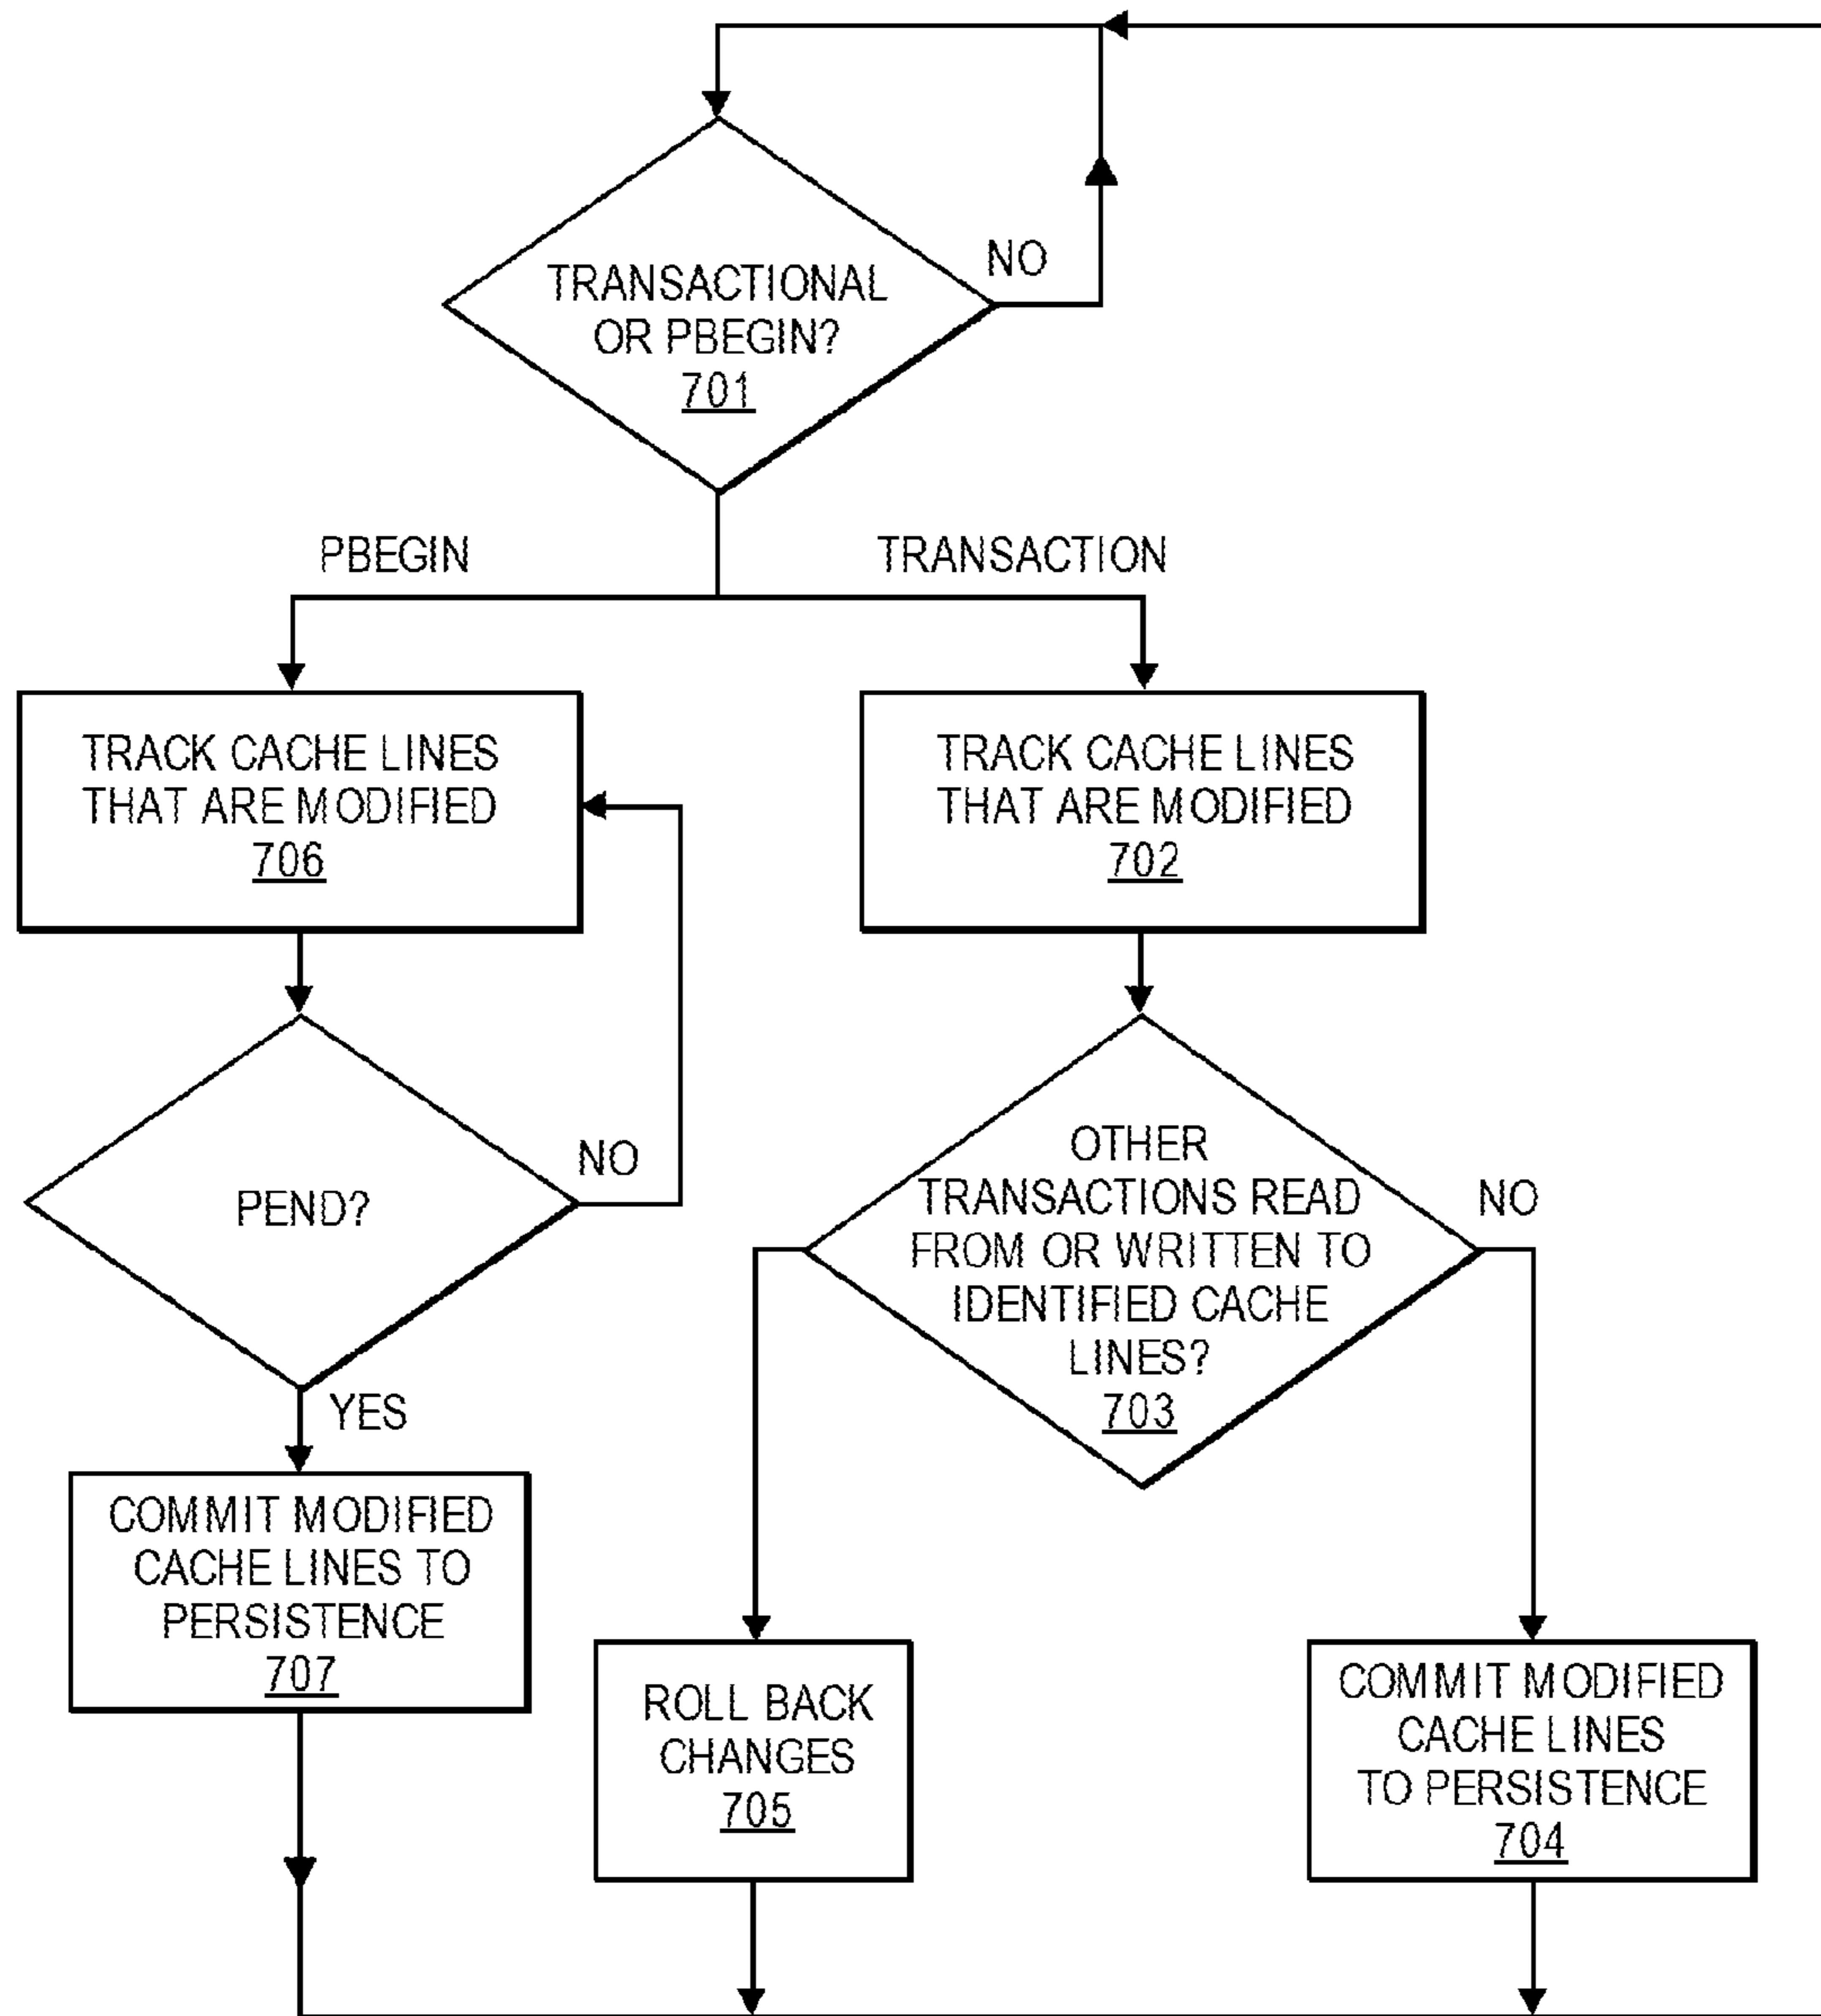 TRANSACTIONAL
OR PBEGIN?
701
NO
PBEGIN
TRANSACTION
TRACK CACHE LINES
THAT ARE MODIFIED
706
TRACK CACHE LINES
THAT ARE MODIFIED
702
PEND?
NO
YES
OTHER
TRANSACTIONS READ
FROM OR WRITTEN TO
IDENTIFIED CACHE
LINES?
703
NO
COMMIT MODIFIED
CACHE LINES TO
PERSISTENCE
707
ROLL BACK
CHANGES
705
COMMIT MODIFIED
CACHE LINES
TO PERSISTENCE
704